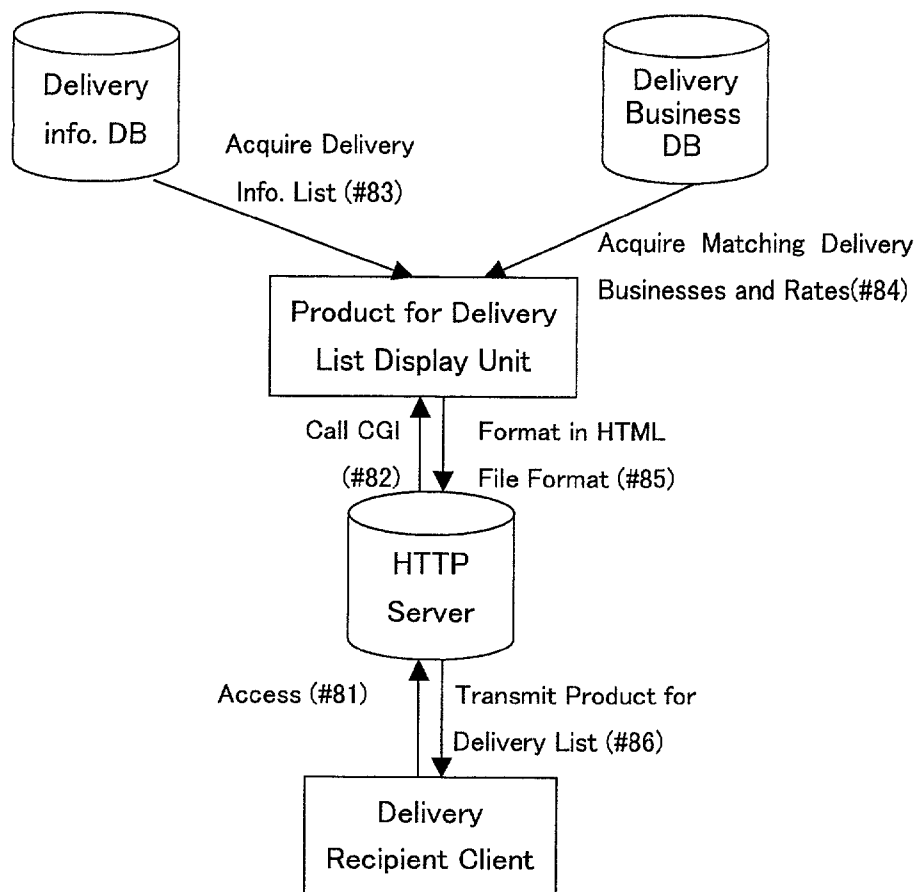 Delivery
info. DB
Delivery
Business
DB
Acquire Delivery
Info. List (#83)
Acquire Matching Delivery
Businesses and Rates(#84)
Product for Delivery
List Display Unit
Call CGI
(#82)
Format in HTML
File Format (#85)
HTTP
Server
Access (#81)
Transmit Product for
Delivery List (#86)
Delivery
Recipient Client